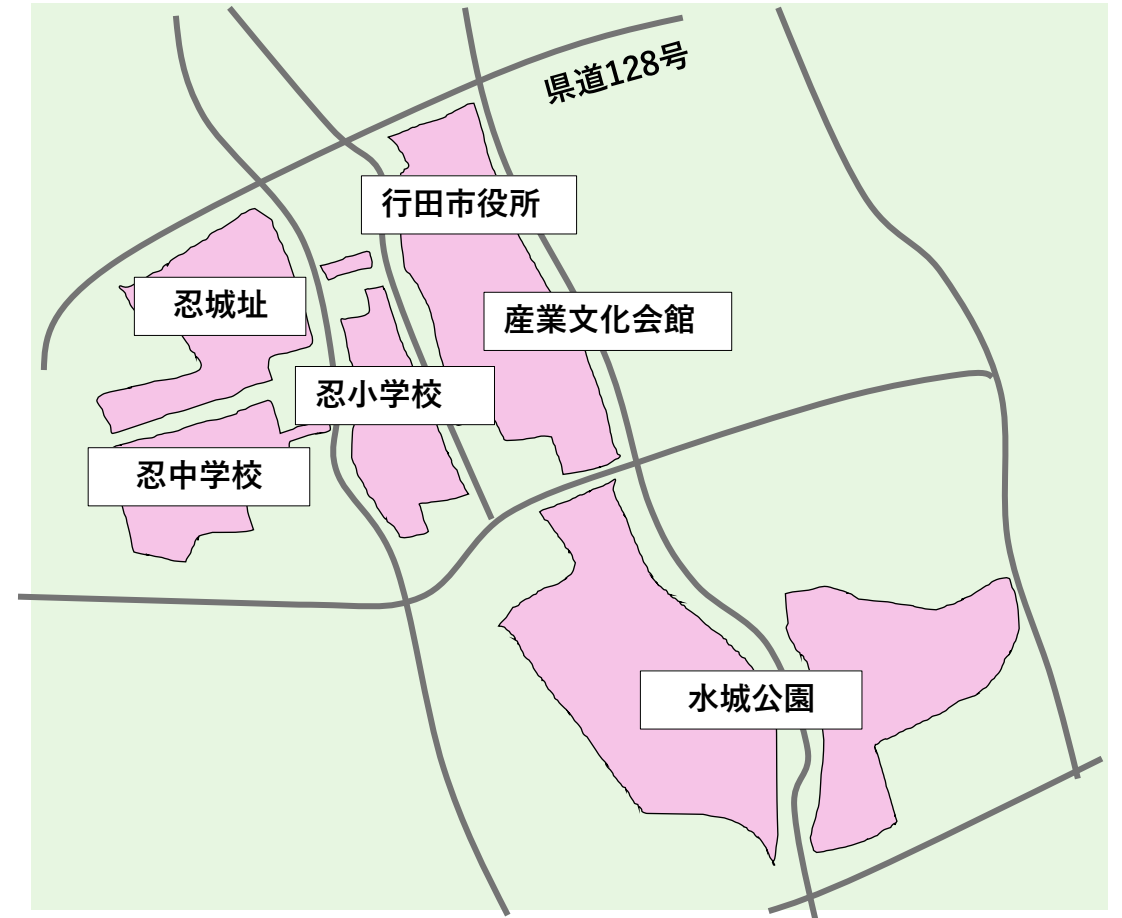 県道128号
行田市役所
忍城址
産業文化会館
忍小学校
忍中学校
水城公園